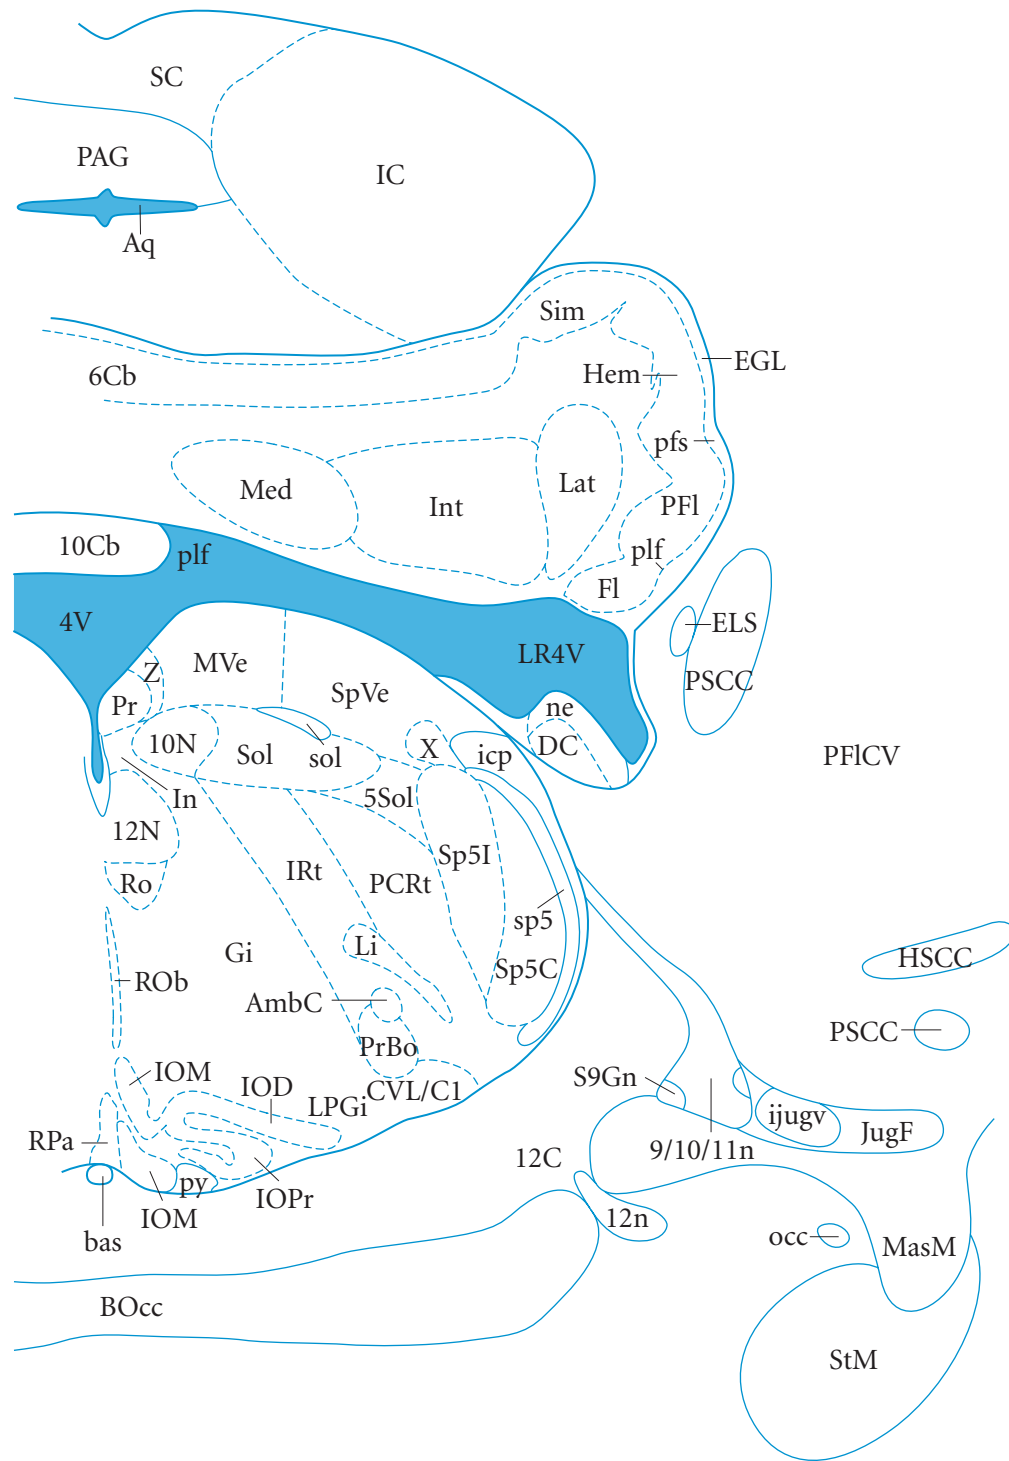 SC
PAG
IC
Aq
Sim
EGL
6Cb
Hem
pfs
Med
Int
Lat
PFl
10Cb
plf
plf
Fl
4V
ELS
LR4V
MVe
Z
PSCC
SpVe
Pr
ne
10N
Sol
sol
X
icp
DC
PFlCV
In
5Sol
12N
Sp5I
IRt
PCRt
Ro
sp5
Gi
Li
HSCC
ROb
Sp5C
AmbC
PSCC
PrBo
IOM
IOD
CVL/C1
S9Gn
LPGi
ijugv
JugF
RPa
9/10/11n
12C
py
IOPr
IOM
12n
bas
occ
MasM
BOcc
StM